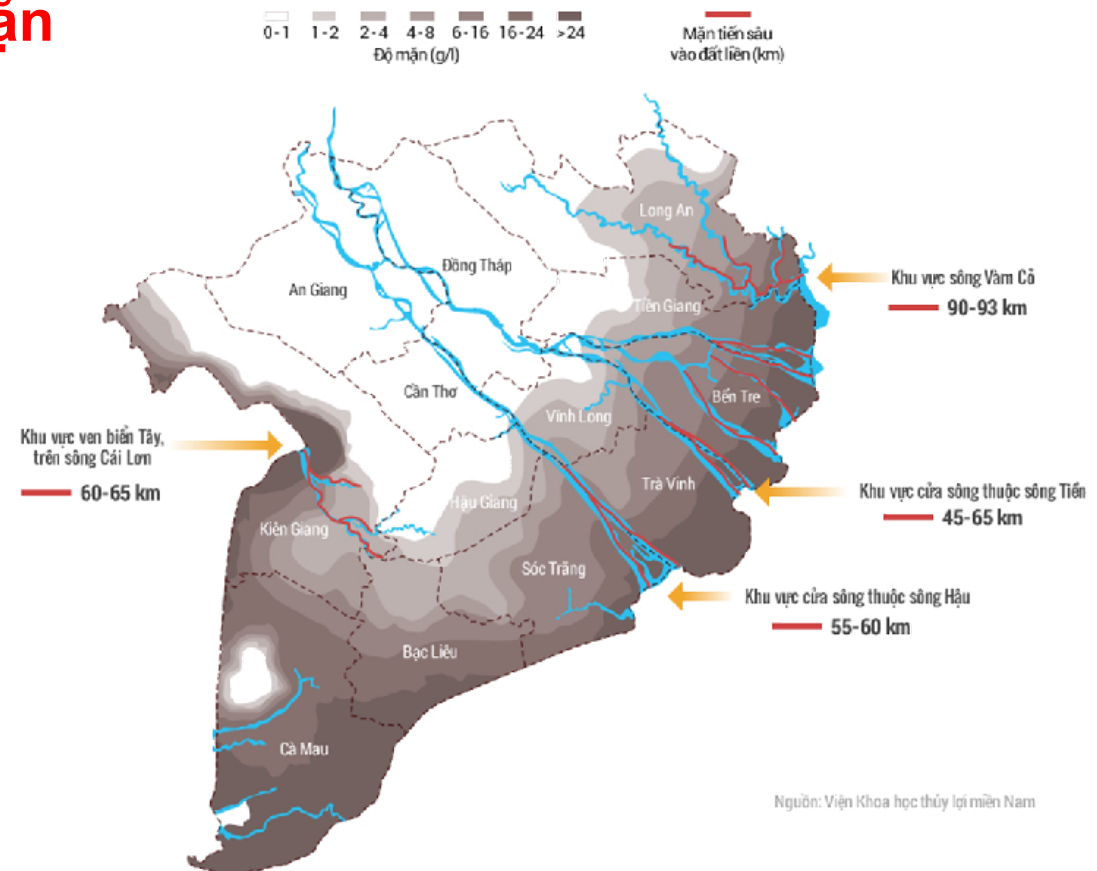 ặn
0-1 1-2 2-4 4-8 6-16 16-24 >24
Độ mặn (g/l)
Mặn tiến sâu
vào đất liền (km)
Long An
Đồng Tháp
An Giang
Khu vực sông Vàm Cỏ
90-93 km
Tiền Giang
Cần Thơ
Bến Tre
Vĩnh Long
Khu vực ven biển Tây,
trên sông Cái Lớn
60-65 km
Trà Vinh
Khu vực cửa sông thuộc sông Tiền
45-65 km
Hậu Giang
Kiên Giang
Sóc Trăng
Khu vực cửa sông thuộc sông Hậu
55-60 km
Bạc Liêu
Cà Mau
Nguồn: Viện Khoa học thủy lợi miền Nam